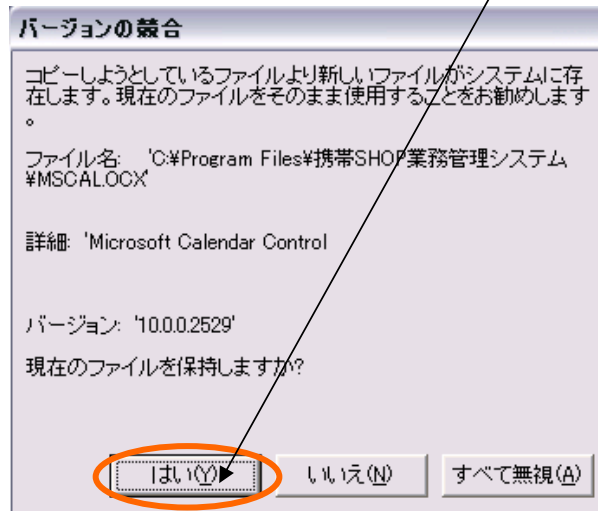 バージョンの競合
コピーしようとしているファイルより新しいファイルがシステムに存
在します。現在のファイルをそのまま使用することをお勧めします
。
ファイル名: 'C:¥Program Files¥携帯SHOP業務管理システム
¥MSCAL.OCX'
詳細: 'Microsoft Calendar Control
バージョン: '10.0.0.2529'
現在のファイルを保持しますか?
はい(Y) いいえ(N) すべて無視(A)